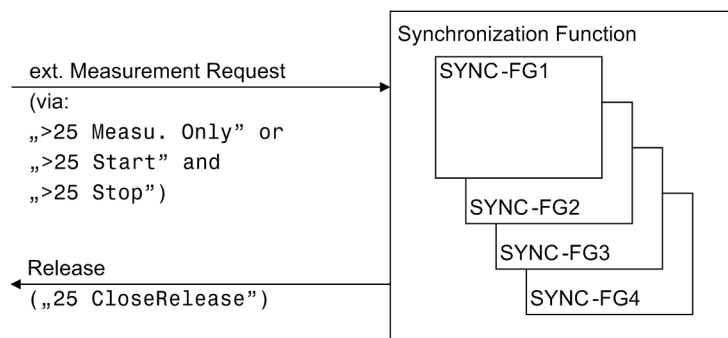 Synchronization Function
ext. Measurement Request
(via:
„>25 Measu. Only” or
„>25 Start” and
„>25 Stop”)
SYNC-FG1
SYNC-FG2
SYNC-FG3
SYNC-FG4
Release
(„25 CloseRelease”)